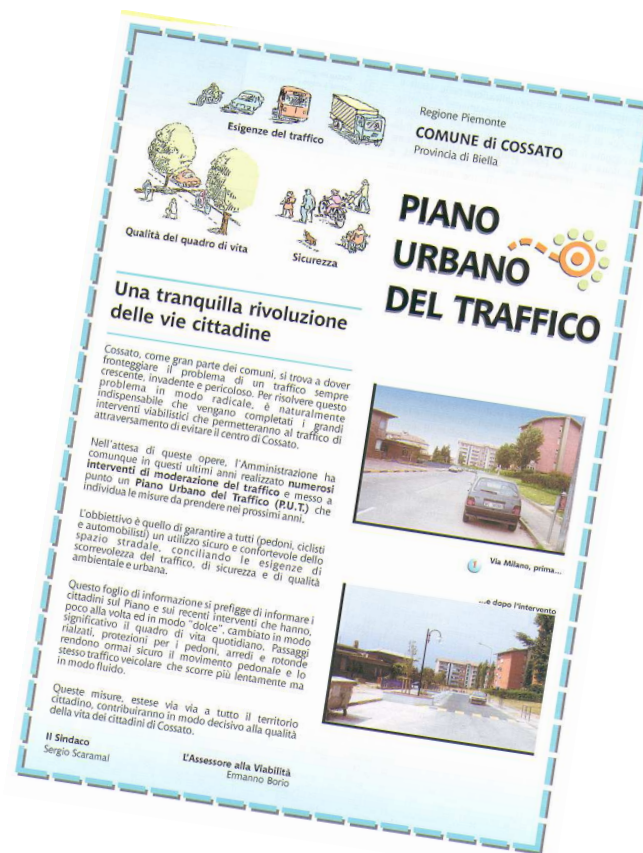 Esigenze del traffico
Qualità del quadro di vita
Sicurezza
Regione Piemonte
COMUNE di COSSATO
Provincia di Biella
PIANO
URBANO
DEL TRAFFICO
Una tranquilla rivoluzione
delle vie cittadine
Cossato, come gran parte dei comuni, si trova a dover
fronteggiare il problema di un traffico sempre
crescente, invadente e pericoloso. Per risolvere questo
problema in modo radicale, è naturalmente
indispensabile che vengano completati i grandi
interventi viabilistici che permetteranno al traffico di
attraversamento di evitare il centro di Cossato.
Nell'attesa di queste opere, l'Amministrazione ha
comunque in questi ultimi anni realizzato numerosi
interventi di moderazione del traffico e messo a
punto un Piano Urbano del Traffico (P.U.T.) che
individua le misure da prendere nei prossimi anni.
L'obbiettivo è quello di garantire a tutti (pedoni, ciclisti
e automobilisti) un utilizzo sicuro e confortevole dello
spazio stradale, conciliando le esigenze di
scorrevolezza del traffico, di sicurezza e di qualità
ambientale e urbana.
Questo foglio di informazione si prefigge di informare i
cittadini sul Piano e sui recenti interventi che hanno,
poco alla volta ed in modo "dolce", cambiato in modo
significativo il quadro di vita quotidiano. Passaggi
rialzati, protezioni per i pedoni, arredi e rotonde
rendono ormai sicuro il movimento pedonale e lo
stesso traffico veicolare che scorre più lentamente ma
in modo fluido.
Queste misure, estese via via a tutto il territorio
cittadino, contribuiranno in modo decisivo alla qualità
della vita dei cittadini di Cossato.
Il Sindaco
Sergio Scaramal
L'Assessore alla Viabilità
Ermanno Borio
1 Via Milano, prima...
...e dopo l'intervento